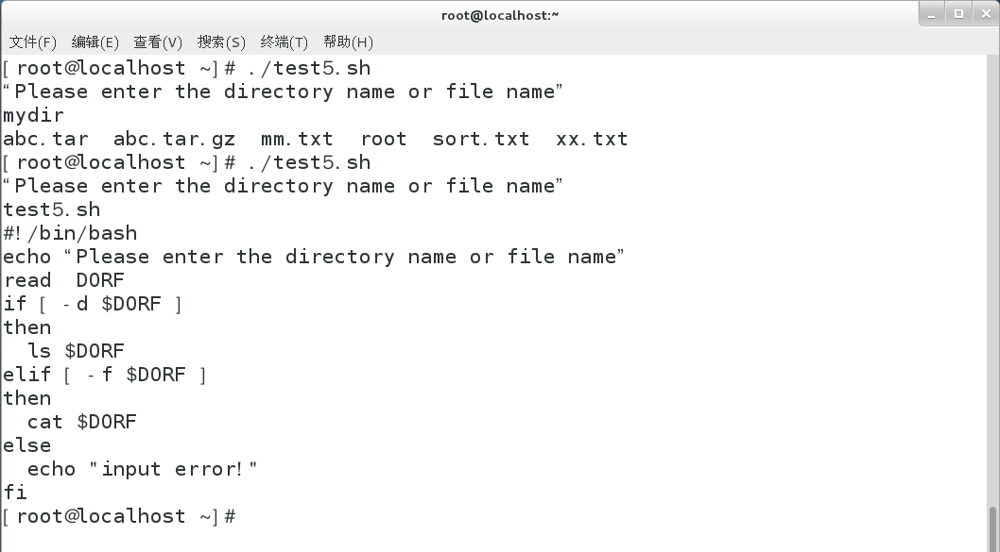 root@localhost:~
文件(F) 编辑(E) 查看(V) 搜索(S) 终端(T) 帮助(H)
[root@localhost ~]# ./test5.sh
“Please enter the directory name or file name”
mydir
abc.tar  abc.tar.gz  mm.txt  root  sort.txt  xx.txt
[root@localhost ~]# ./test5.sh
“Please enter the directory name or file name”
test5.sh
#!/bin/bash
echo “Please enter the directory name or file name”
read  DORF
if [ -d $DORF ]
then
  ls $DORF
elif [ -f $DORF ]
then
  cat $DORF
else
  echo "input error!"
fi
[root@localhost ~]#